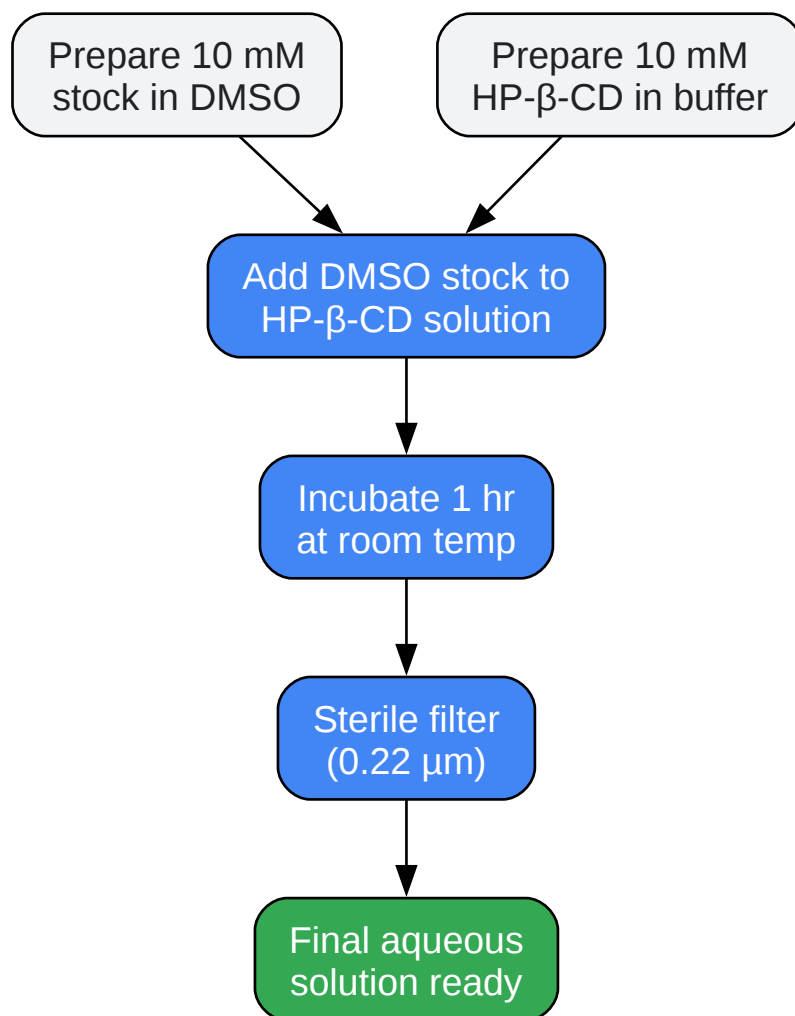 Prepare 10 mM
stock in DMSO
Prepare 10 mM
HP-β-CD in buffer
Add DMSO stock to
HP-β-CD solution
Incubate 1 hr
at room temp
Sterile filter
(0.22 µm)
Final aqueous
solution ready